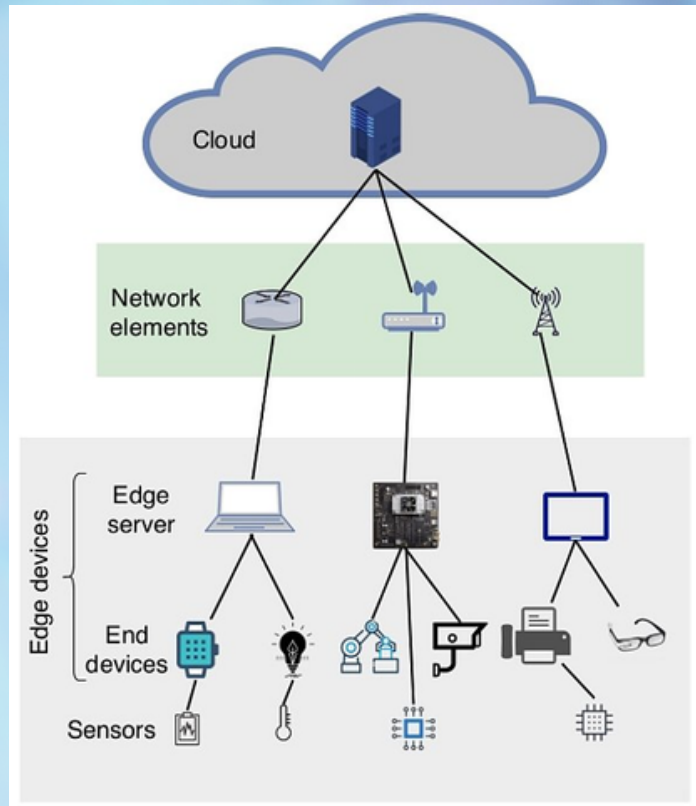 Cloud
Network
elements
Edge devices
Edge
server
End
devices
Sensors